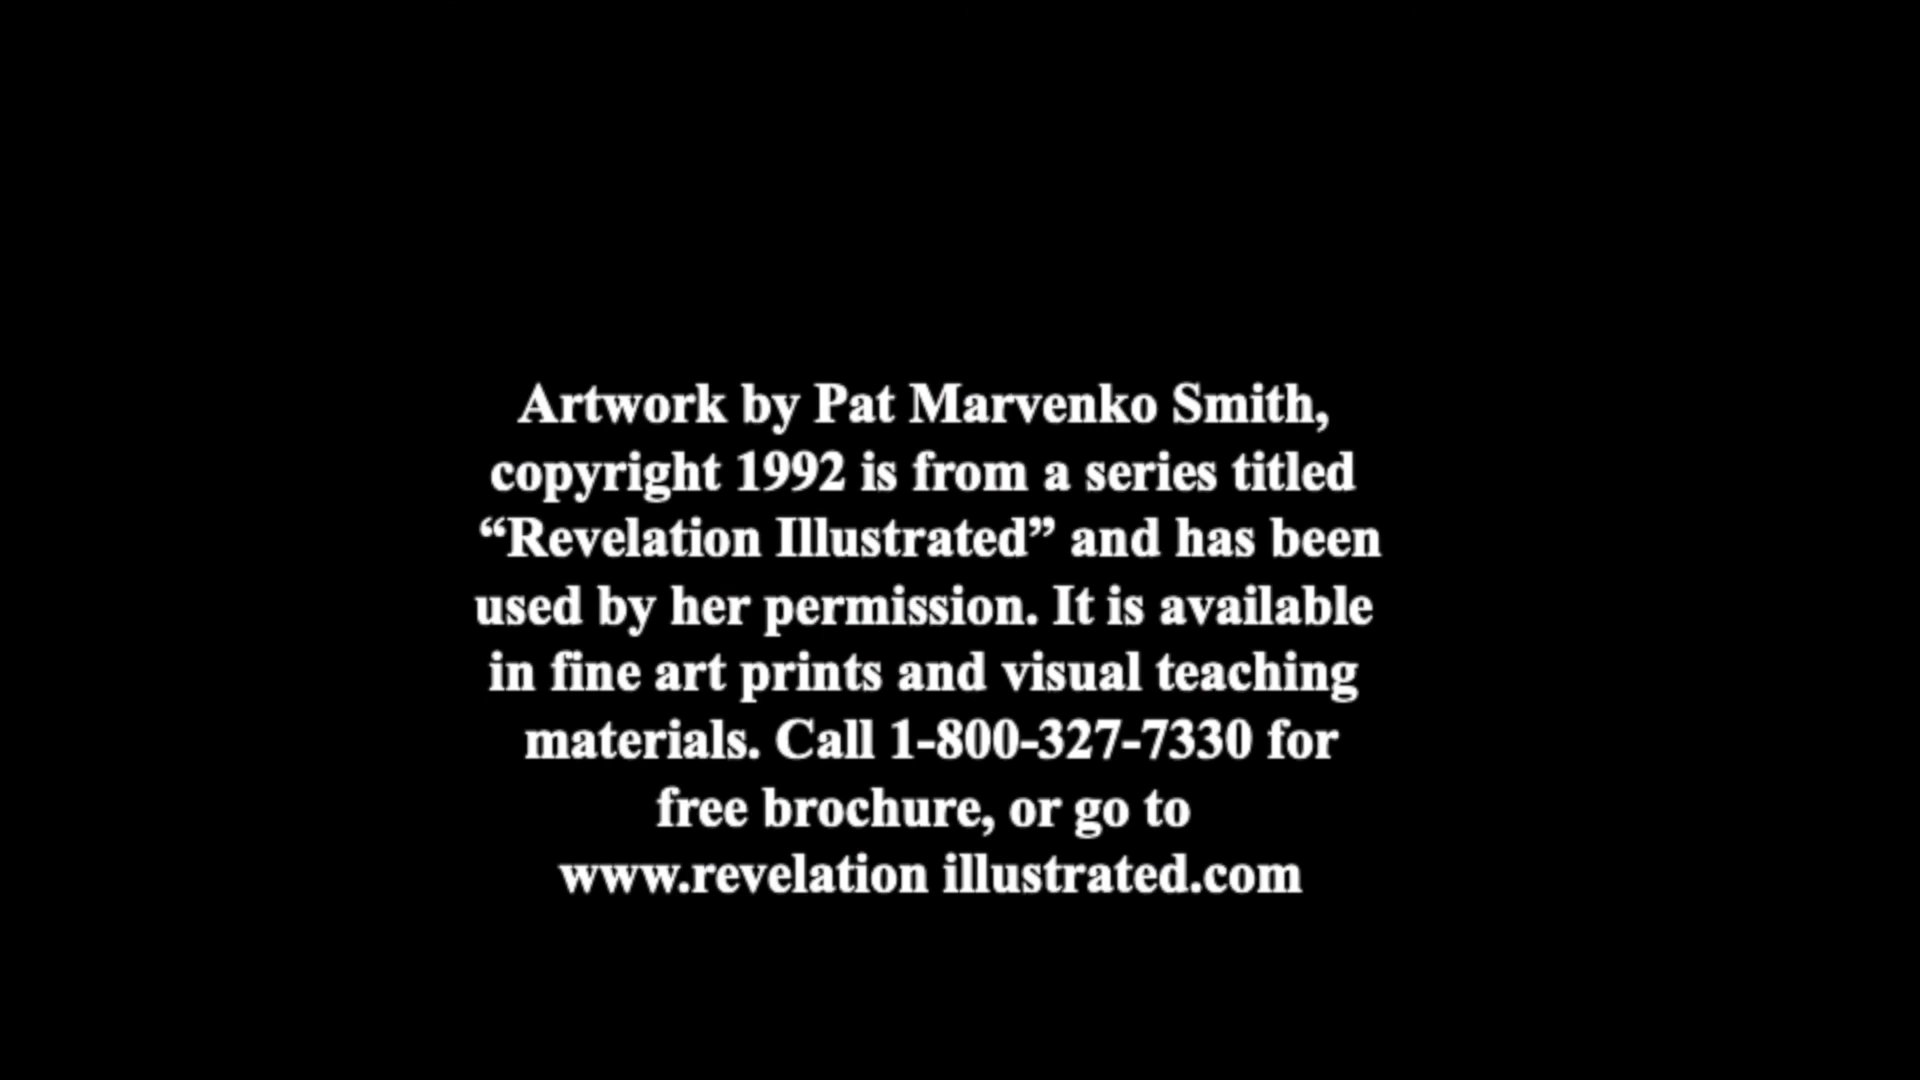 Artwork by Pat Marvenko Smith,
copyright 1992 is from a series titled
“Revelation Illustrated” and has been
used by her permission. It is available
in fine art prints and visual teaching
materials. Call 1-800-327-7330 for
free brochure, or go to
www.revelation illustrated.com